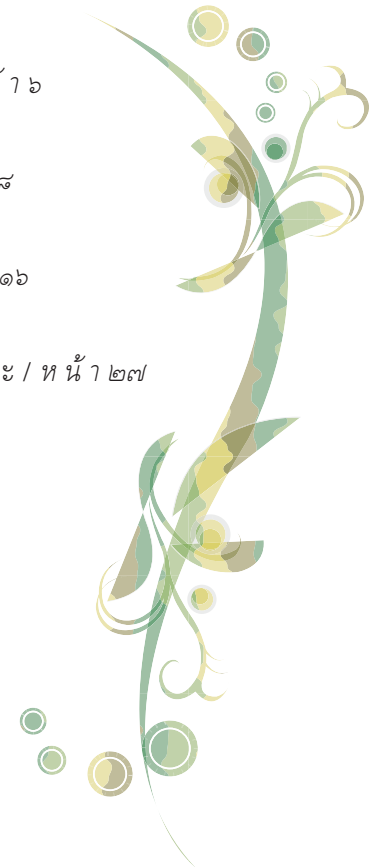 ้า ๖
๘
๑๖
ะ / ห น้ า ๒๗